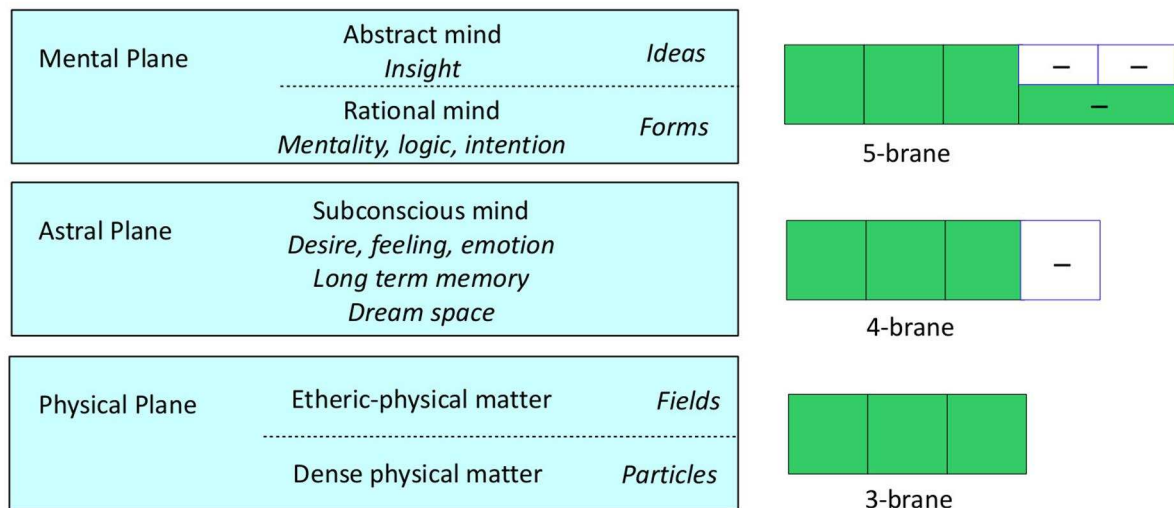 Mental Plane
Abstract mind
Insight
Ideas
Rational mind
Mentality, logic, intention
Forms
– –
–
5-brane
Astral Plane
Subconscious mind
Desire, feeling, emotion
Long term memory
Dream space
–
4-brane
Physical Plane
Etheric-physical matter
Fields
Dense physical matter
Particles
3-brane